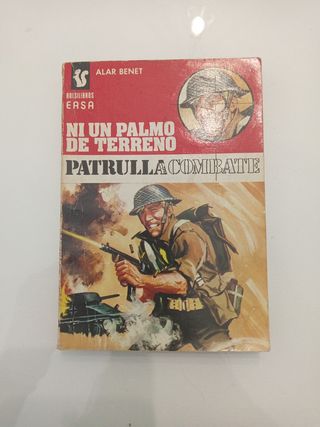 ALAR BENET
BOLSILIBROS
EASA
NI UN PALMO
DE TERRENO
PATRULLA COMBATE